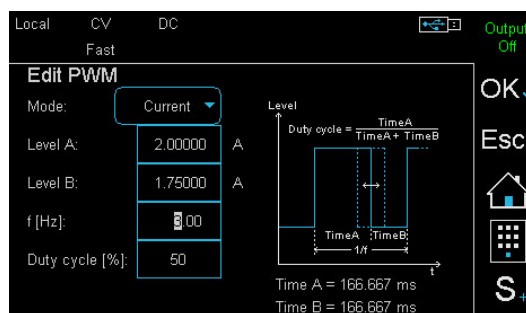 Local CV DC Output
Fast Off
Edit PWM
OK
Mode: Current Level
Duty cycle = TimeA
TimeA+ TimeB
Level A: 2.00000 A
Esc
Level B: 1.75000 A
f [Hz]: 3.00
TimeA TimeB
1/f
t
Duty cycle [%]: 50
Time A = 166.667 ms
S+
Time B = 166.667 ms